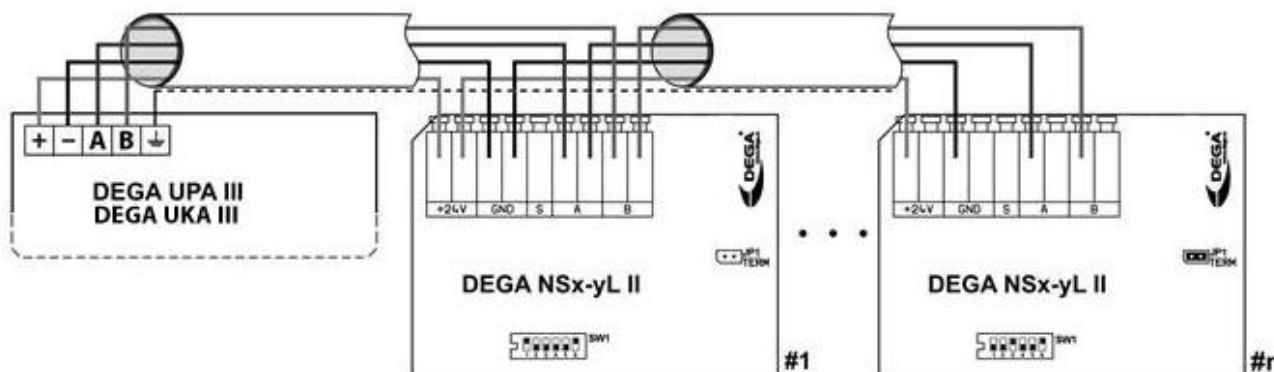 + − A B ⏚
DEGA UPA III
DEGA UKA III
DEGA
+24V GND S A B
JP1
TERM
DEGA NSx-yL II
SW1
#1
• • •
DEGA
+24V GND S A B
JP1
TERM
DEGA NSx-yL II
SW1
#r